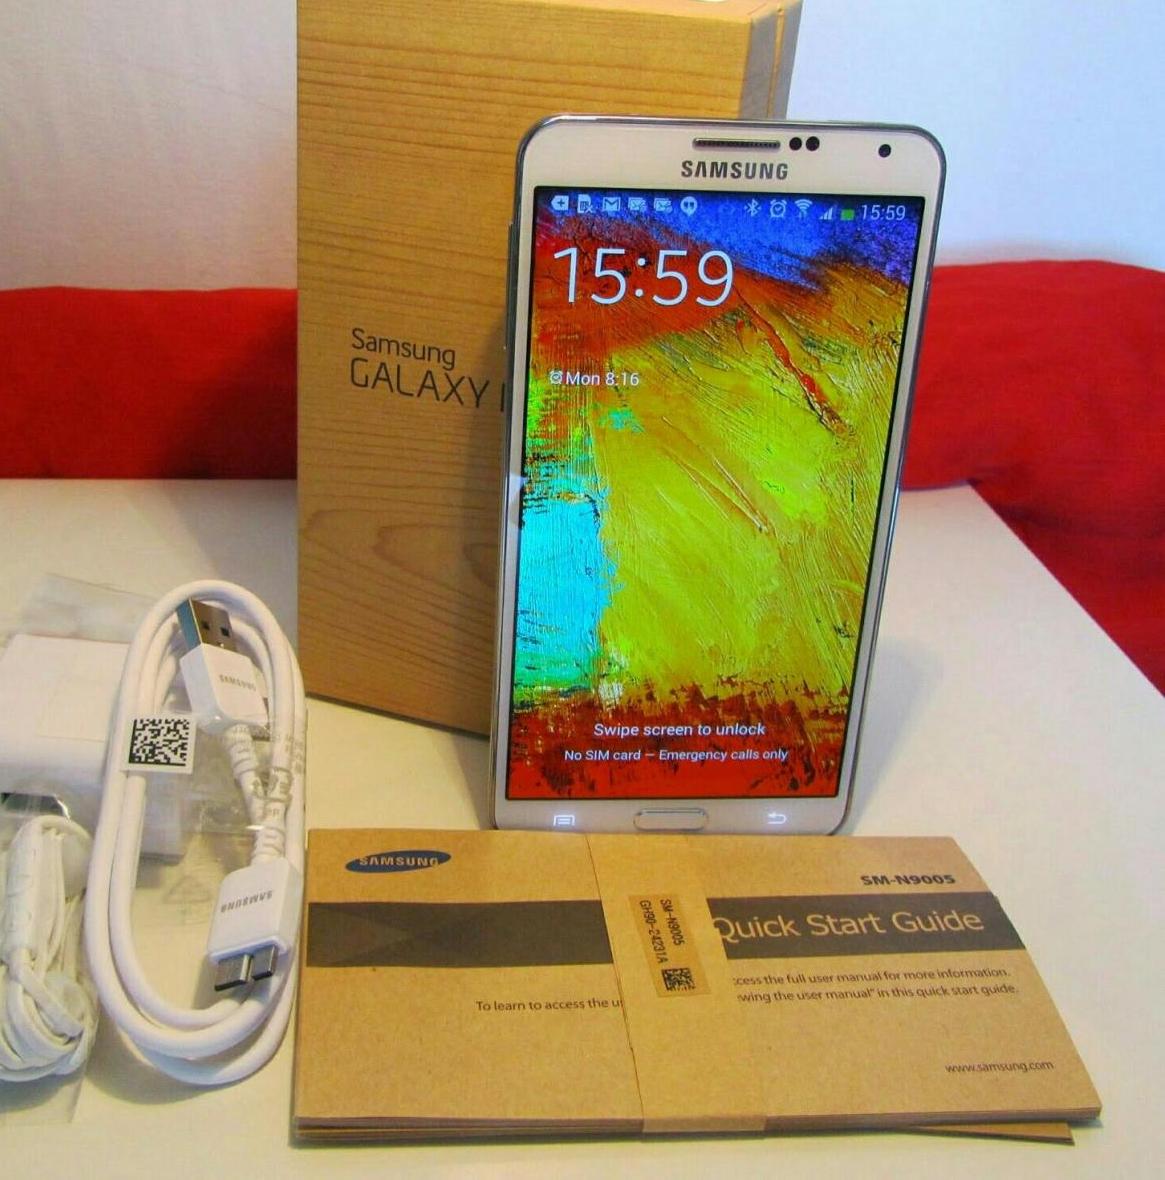 SAMSUNG
15:59
15:59
Mon 8:16
Samsung
GALAXY
Swipe screen to unlock
No SIM card — Emergency calls only
SAMSUNG
SAMSUNG
SAMSUNG
SM-N9005
Quick Start Guide
SM-N9005
GH90-24231A
To learn to access the
the full user manual for more information.
the user manual" in this quick start guide.
www.samsung.com